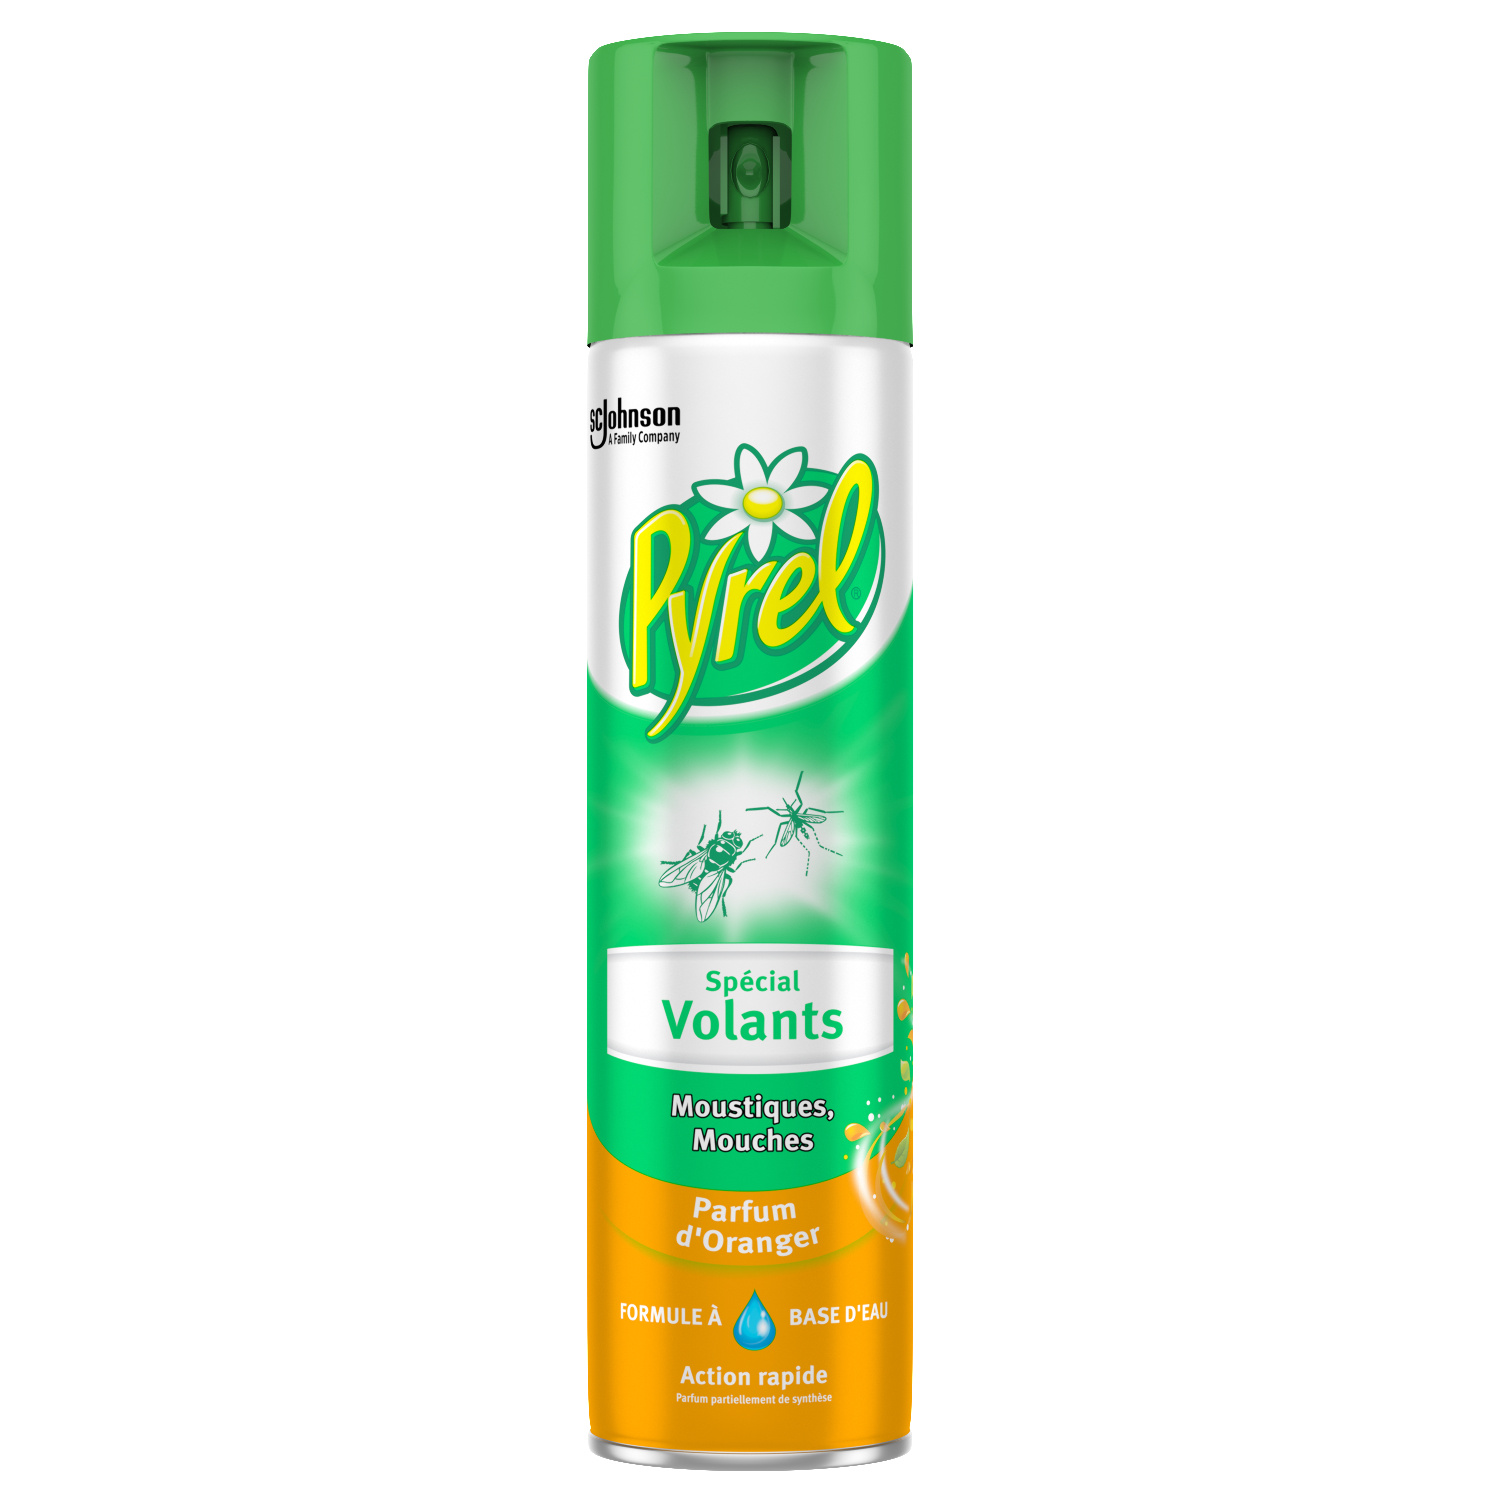 scJohnson
A Family Company
Pyrel
®
Spécial
Volants
Moustiques,
Mouches
Parfum
d'Oranger
FORMULE À BASE D'EAU
Action rapide
Parfum partiellement de synthèse